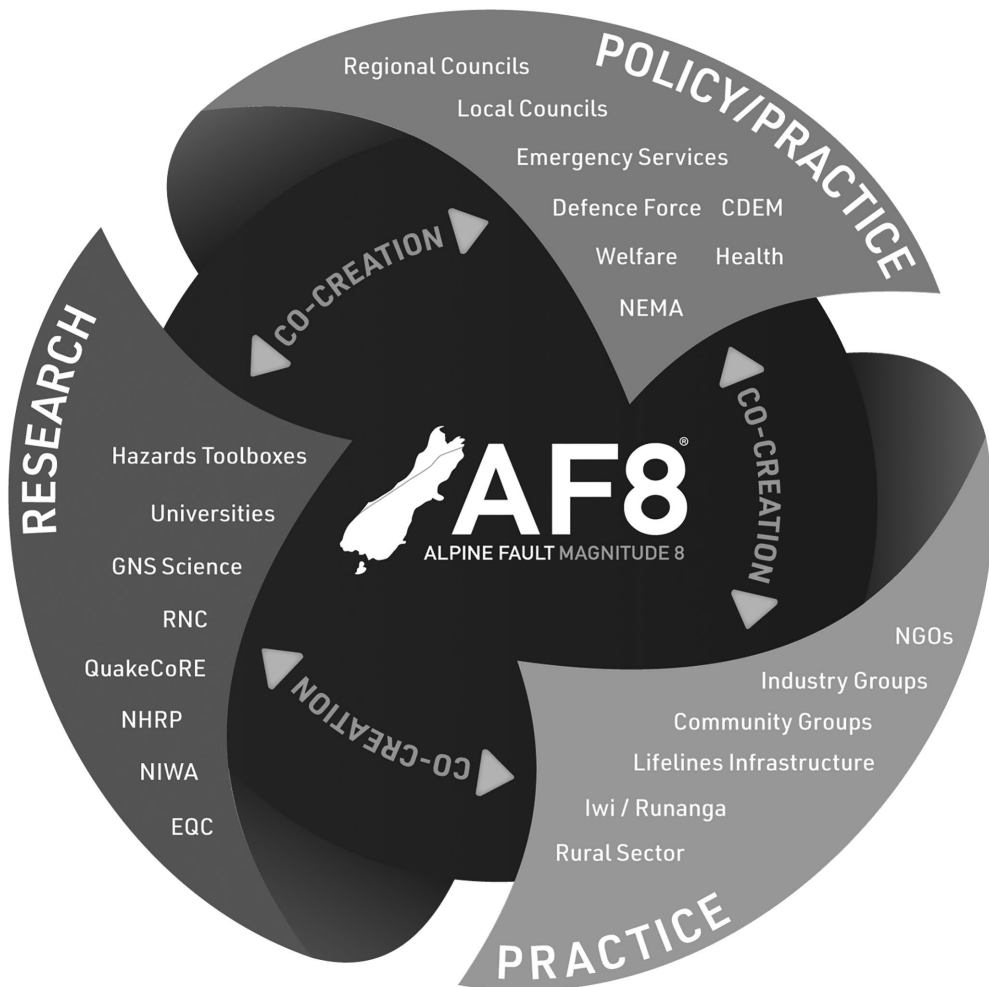 POLICY/PRACTICE
Regional Councils
Local Councils
Emergency Services
Defence Force CDEM
Welfare Health
NEMA
CO-CREATION
RESEARCH
Hazards Toolboxes
Universities
GNS Science
RNC
QuakeCoRE
NHRP
NIWA
EQC
AF8®
ALPINE FAULT MAGNITUDE 8
CO-CREATION
CO-CREATION
NGOs
Industry Groups
Community Groups
Lifelines Infrastructure
Iwi / Runanga
Rural Sector
PRACTICE